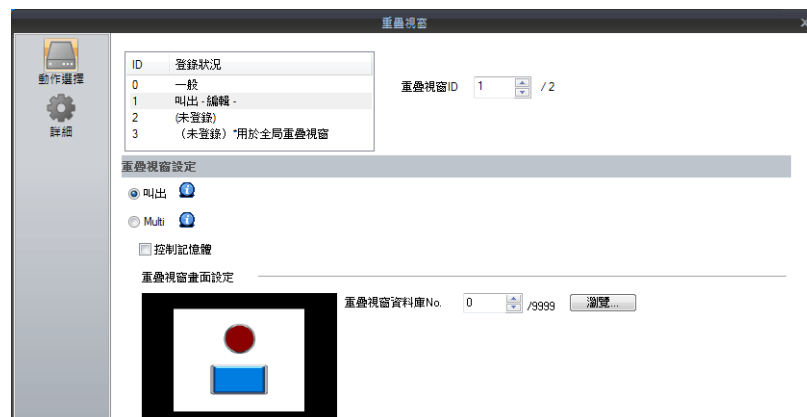 重疊視窗
動作選擇
詳細
ID 登錄狀況
0 一般
1 叫出 - 編輯 -
2 (未登錄)
3 （未登錄）*用於全局重疊視窗
重疊視窗ID 1 / 2
重疊視窗設定
叫出
Multi
控制記憶體
重疊視窗畫面設定
重疊視窗資料庫No. 0 /9999 瀏覽...